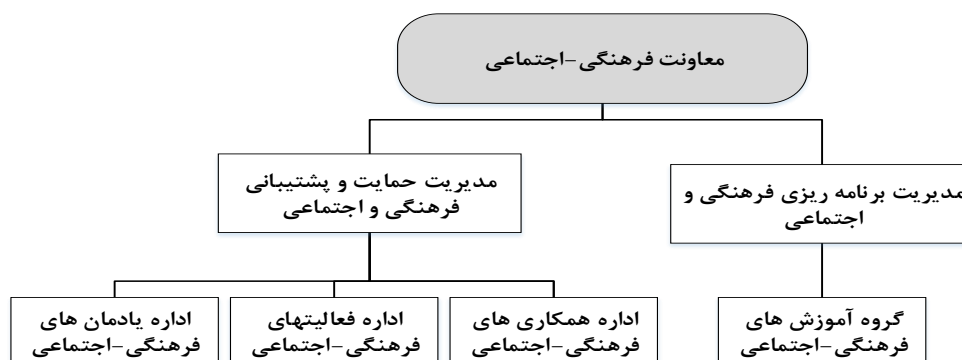 معاونت فرهنگی-اجتماعی
مدیریت برنامه ریزی فرهنگی و
اجتماعی
مدیریت حمایت و پشتیبانی
فرهنگی و اجتماعی
گروه آموزش های
فرهنگی-اجتماعی
اداره همکاری های
فرهنگی-اجتماعی
اداره فعالیتهای
فرهنگی-اجتماعی
اداره یادمان های
فرهنگی-اجتماعی